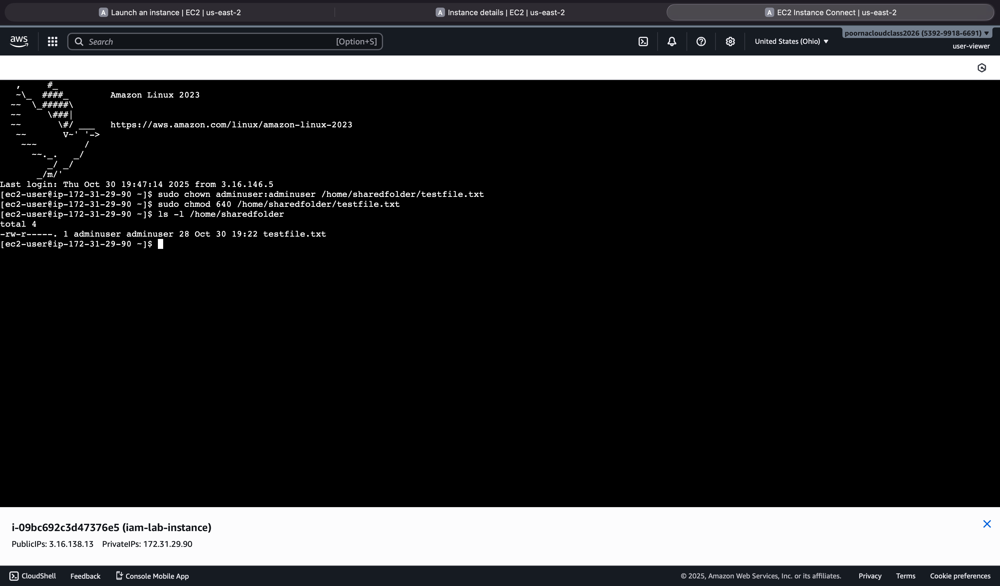 A Launch an instance | EC2 | us-east-2
A Instance details | EC2 | us-east-2
A EC2 Instance Connect | us-east-2
aws
Search [Option+S]
United States (Ohio) ▼
poornacloudclass2026 (5392-9918-6691) ▼
user-viewer
   ,     #_
   ~\_  ####_        Amazon Linux 2023
  ~~  \_#####\
  ~~     \###|
  ~~       \#/ ___   https://aws.amazon.com/linux/amazon-linux-2023
   ~~       V~' '->
    ~~~         /
      ~~._.   _/
         _/ _/
       _/m/'
Last login: Thu Oct 30 19:47:14 2025 from 3.16.146.5
[ec2-user@ip-172-31-29-90 ~]$ sudo chown adminuser:adminuser /home/sharedfolder/testfile.txt
[ec2-user@ip-172-31-29-90 ~]$ sudo chmod 640 /home/sharedfolder/testfile.txt
[ec2-user@ip-172-31-29-90 ~]$ ls -l /home/sharedfolder
total 4
-rw-r-----. 1 adminuser adminuser 28 Oct 30 19:22 testfile.txt
[ec2-user@ip-172-31-29-90 ~]$
i-09bc692c3d47376e5 (iam-lab-instance)
PublicIPs: 3.16.138.13 PrivateIPs: 172.31.29.90
CloudShell Feedback Console Mobile App © 2025, Amazon Web Services, Inc. or its affiliates. Privacy Terms Cookie preferences